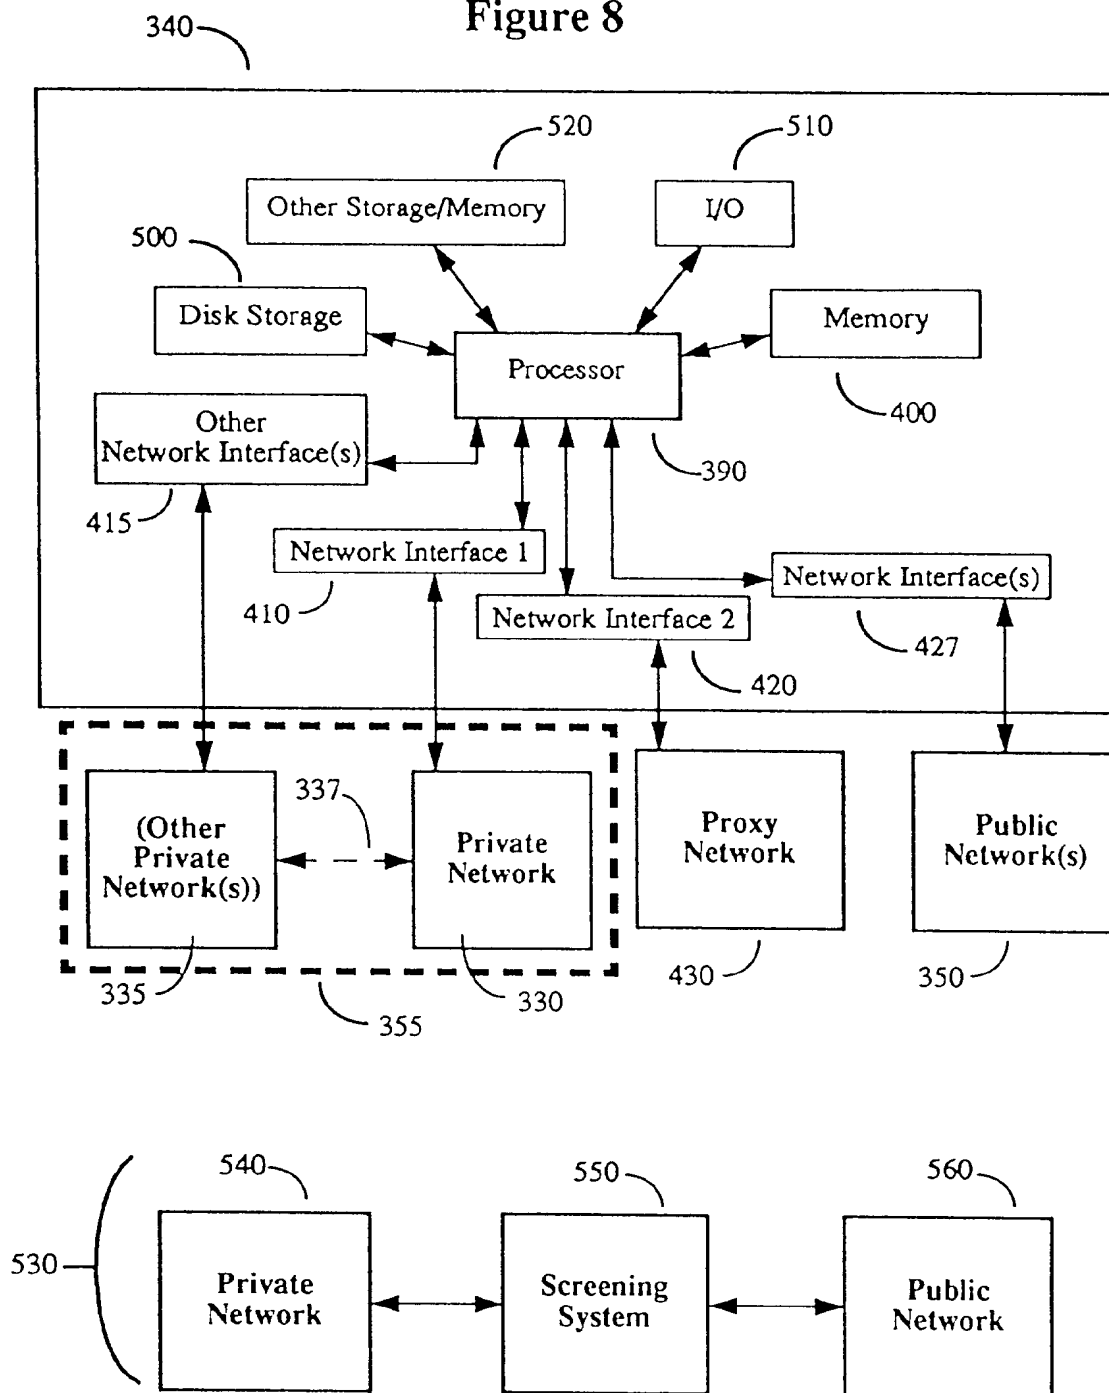 Figure 8
340
520
510
Other Storage/Memory
I/O
500
Disk Storage
Memory
Processor
400
Other
Network Interface(s)
390
415
Network Interface 1
Network Interface(s)
410
Network Interface 2
427
420
337
(Other
Private
Network(s))
Private
Network
Proxy
Network
Public
Network(s)
335
330
430
350
355
540
550
560
530
Private
Network
Screening
System
Public
Network